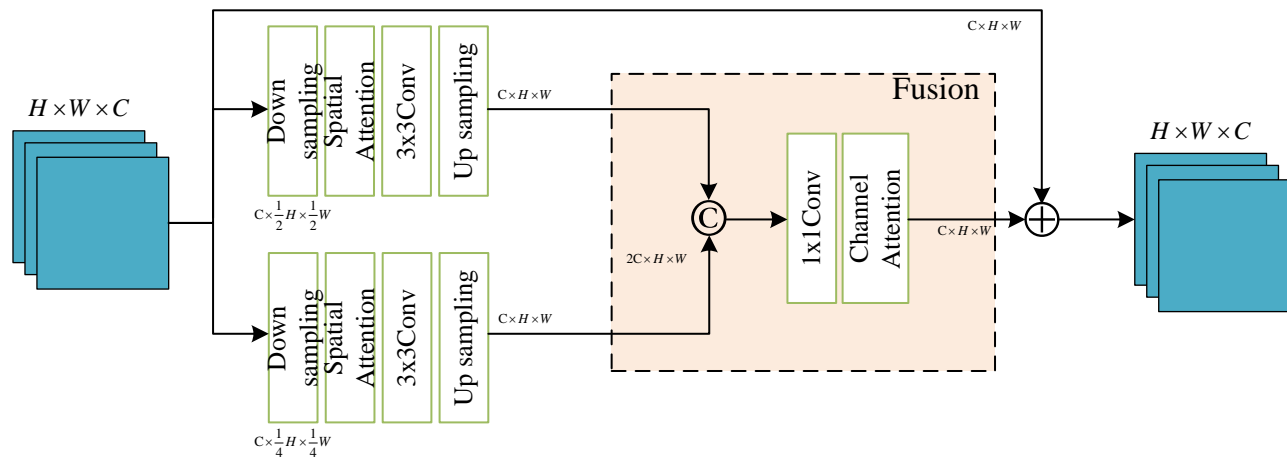 C×H×W
H×W×C
Down
sampling
Spatial
Attention
3x3Conv
Up sampling
C×H×W
C×1/2H×1/2W
Fusion
C
1x1Conv
Channel
Attention
C×H×W
2C×H×W
H×W×C
Down
sampling
Spatial
Attention
3x3Conv
Up sampling
C×H×W
C×1/4H×1/4W